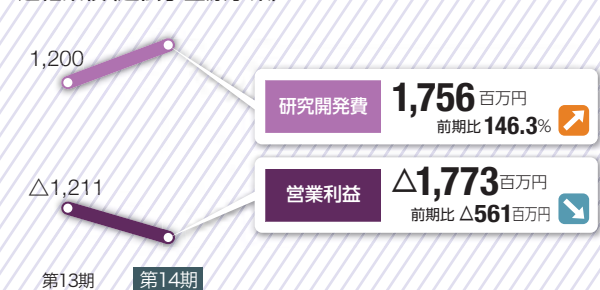 1,200
研究開発費
1,756百万円
前期比146.3%
△1,211
営業利益
△1,773百万円
前期比 △561百万円
第13期
第14期